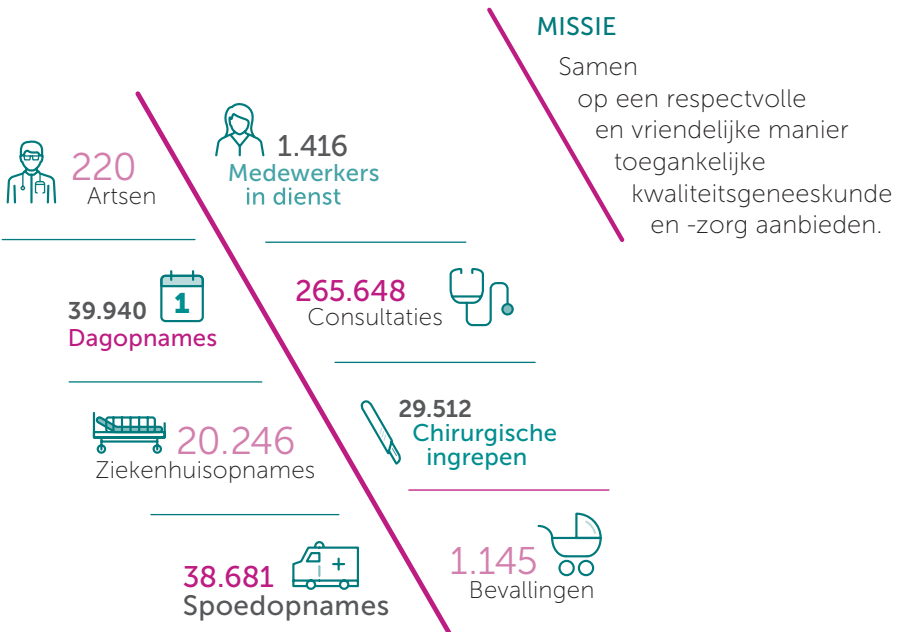 MISSIE
Samen
op een respectvolle
en vriendelijke manier
toegankelijke
kwaliteitsgeneeskunde
en -zorg aanbieden.
220
Artsen
1.416
Medewerkers
in dienst
39.940
1
Dagopnames
265.648
Consultaties
20.246
Ziekenhuisopnames
29.512
Chirurgische
ingrepen
38.681
Spoedopnames
1.145
Bevallingen